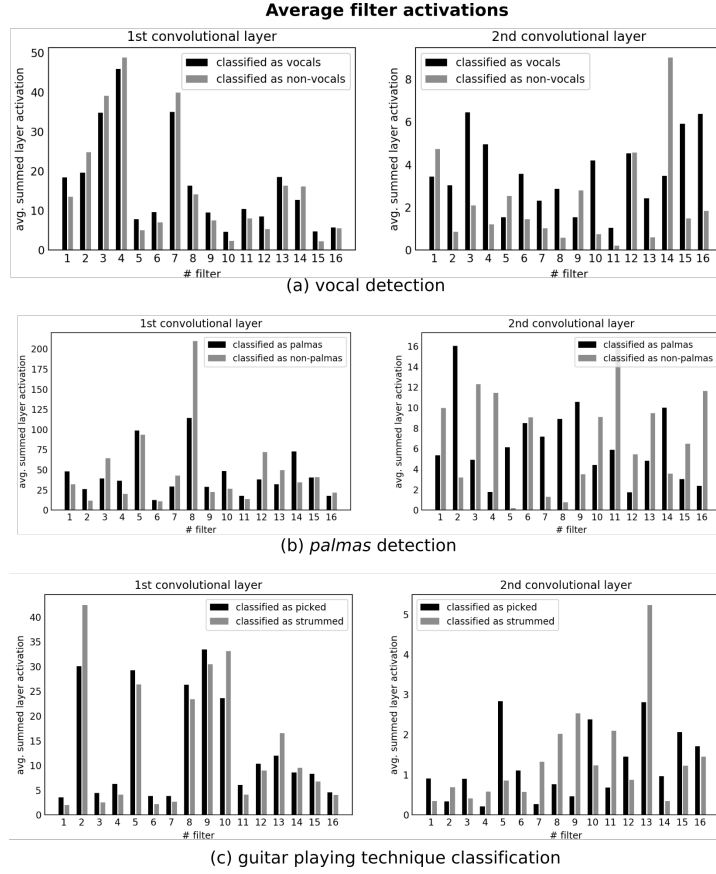 Average filter activations
1st convolutional layer
avg. summed layer activation
50
40
30
20
10
0
classified as vocals
classified as non-vocals
1 2 3 4 5 6 7 8 9 10 11 12 13 14 15 16
# filter
2nd convolutional layer
avg. summed layer activation
8
6
4
2
0
classified as vocals
classified as non-vocals
1 2 3 4 5 6 7 8 9 10 11 12 13 14 15 16
# filter
(a) vocal detection
1st convolutional layer
avg. summed layer activation
200
175
150
125
100
75
50
25
0
classified as palmas
classified as non-palmas
1 2 3 4 5 6 7 8 9 10 11 12 13 14 15 16
# filter
2nd convolutional layer
avg. summed layer activation
16
14
12
10
8
6
4
2
0
classified as palmas
classified as non-palmas
1 2 3 4 5 6 7 8 9 10 11 12 13 14 15 16
# filter
(b) palmas detection
1st convolutional layer
avg. summed layer activation
40
35
30
25
20
15
10
5
0
classified as picked
classified as strummed
1 2 3 4 5 6 7 8 9 10 11 12 13 14 15 16
# filter
2nd convolutional layer
avg. summed layer activation
5
4
3
2
1
0
classified as picked
classified as strummed
1 2 3 4 5 6 7 8 9 10 11 12 13 14 15 16
# filter
(c) guitar playing technique classification